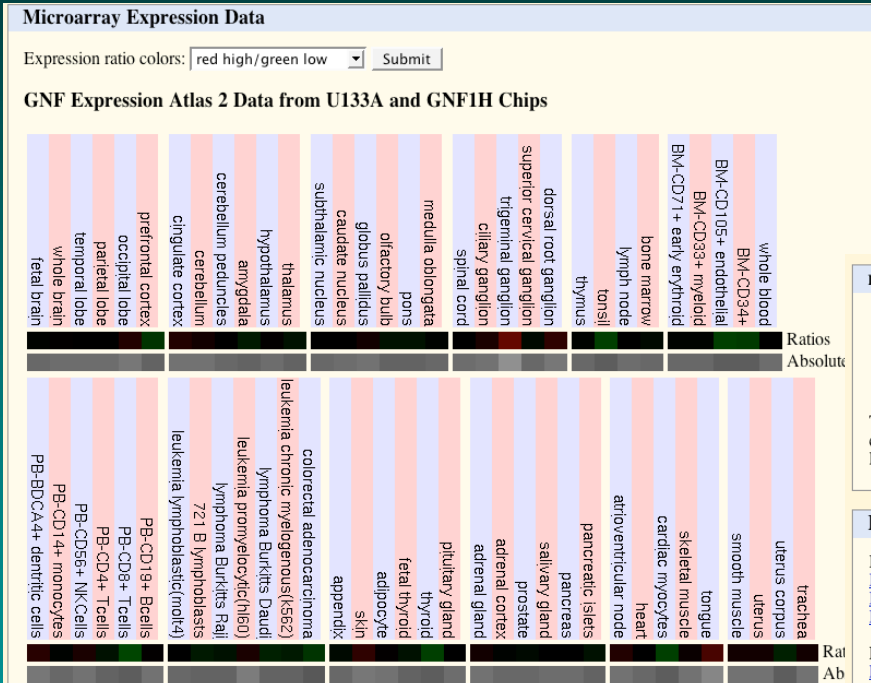 Microarray Expression Data
Expression ratio colors: red high/green low Submit
GNF Expression Atlas 2 Data from U133A and GNF1H Chips
fetal brain
whole brain
temporal lobe
parietal lobe
occipital lobe
prefrontal cortex
cingulate cortex
cerebellum
cerebellum peduncles
amygdala
hypothalamus
thalamus
subthalamic nucleus
caudate nucleus
globus pallidus
olfactory bulb
pons
medulla oblongata
spinal cord
ciliary ganglion
trigeminal ganglion
superior cervical ganglion
dorsal root ganglion
thymus
tonsil
lymph node
bone marrow
BM-CD71+ early erythroid
BM-CD33+ myeloid
BM-CD105+ endothelial
BM-CD34+
whole blood
Ratios
Absolute
PB-BDCA4+ dentritic cells
PB-CD14+ monocytes
PB-CD56+ NKCells
PB-CD4+ Tcells
PB-CD8+ Tcells
PB-CD19+ Bcells
leukemia lymphoblastic(molt4)
721 B lymphoblasts
lymphoma Burkitts Raji
leukemia promyelocytic(hl60)
lymphoma Burkitts Daudi
leukemia chronic myelogenous(k562)
colorectal adenocarcinoma
appendix
skin
adipocyte
fetal thyroid
thyroid
pituitary gland
adrenal gland
adrenal cortex
prostate
salivary gland
pancreas
pancreatic islets
atrioventricular node
heart
cardiac myocytes
skeletal muscle
tongue
smooth muscle
uterus
uterus corpus
trachea
Rat
Ab